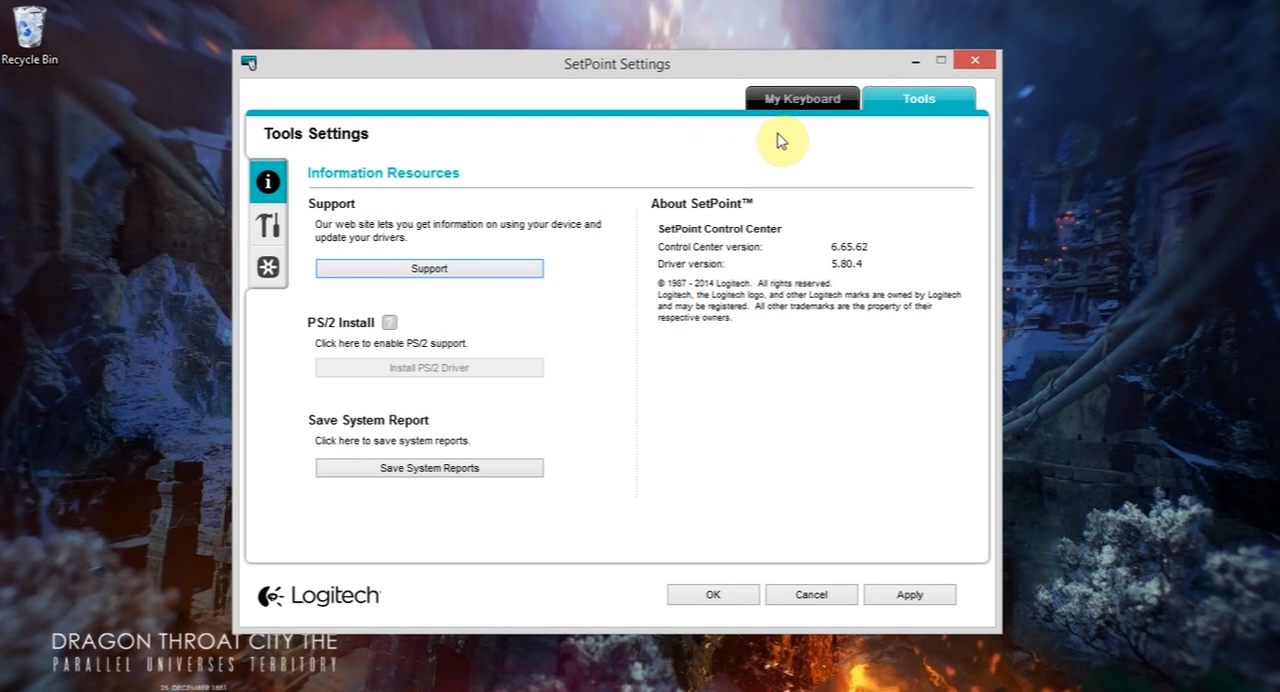 Recycle Bin
SetPoint Settings
My Keyboard
Tools
Tools Settings
Information Resources
Support
Our web site lets you get information on using your device and
update your drivers.
Support
PS/2 Install ?
Click here to enable PS/2 support.
Install PS/2 Driver
Save System Report
Click here to save system reports.
Save System Reports
About SetPoint™
SetPoint Control Center
Control Center version: 6.65.62
Driver version: 5.80.4
© 1987 - 2014 Logitech. All rights reserved.
Logitech, the Logitech logo, and other Logitech marks are owned by Logitech
and may be registered. All other trademarks are the property of their
respective owners.
Logitech
OK
Cancel
Apply
DRAGON THROAT CITY THE
PARALLEL UNIVERSES TERRITORY
25. DECEMBER 1881